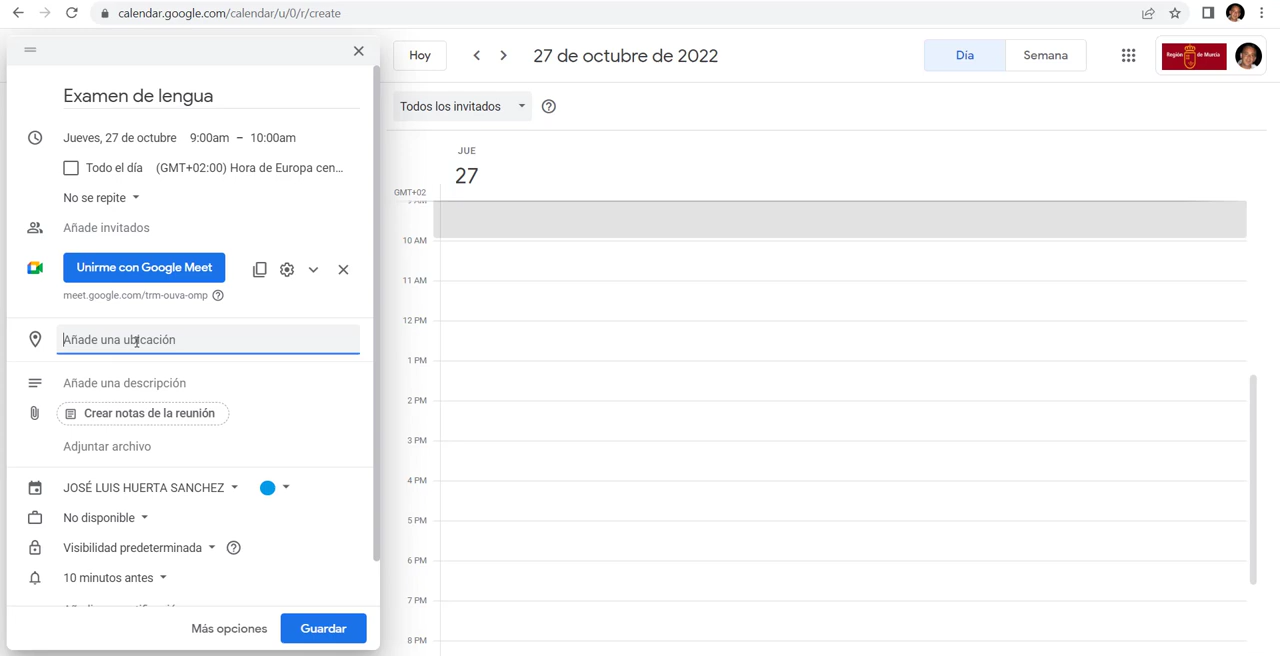 calendar.google.com/calendar/u/0/r/create
Examen de lengua
Jueves, 27 de octubre 9:00am – 10:00am
Todo el día (GMT+02:00) Hora de Europa cen...
No se repite
Añade invitados
Unirme con Google Meet
meet.google.com/trm-ouva-omp
Añade una ubicación
Añade una descripción
Crear notas de la reunión
Adjuntar archivo
JOSÉ LUIS HUERTA SANCHEZ
No disponible
Visibilidad predeterminada
10 minutos antes
Más opciones Guardar
Hoy 27 de octubre de 2022 Día Semana
Región de Murcia
Todos los invitados
JUE
27
GMT+02
9 AM
10 AM
11 AM
12 PM
1 PM
2 PM
3 PM
4 PM
5 PM
6 PM
7 PM
8 PM